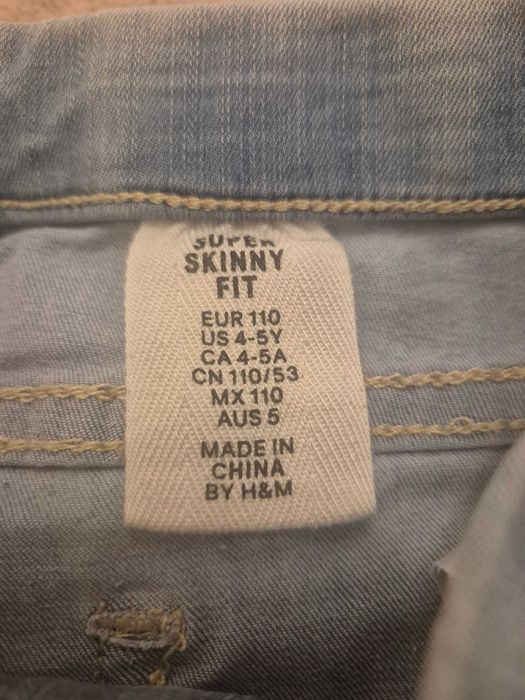 SUPER
SKINNY
FIT
EUR 110
US 4-5Y
CA 4-5A
CN 110/53
MX 110
AUS 5
MADE IN
CHINA
BY H&M